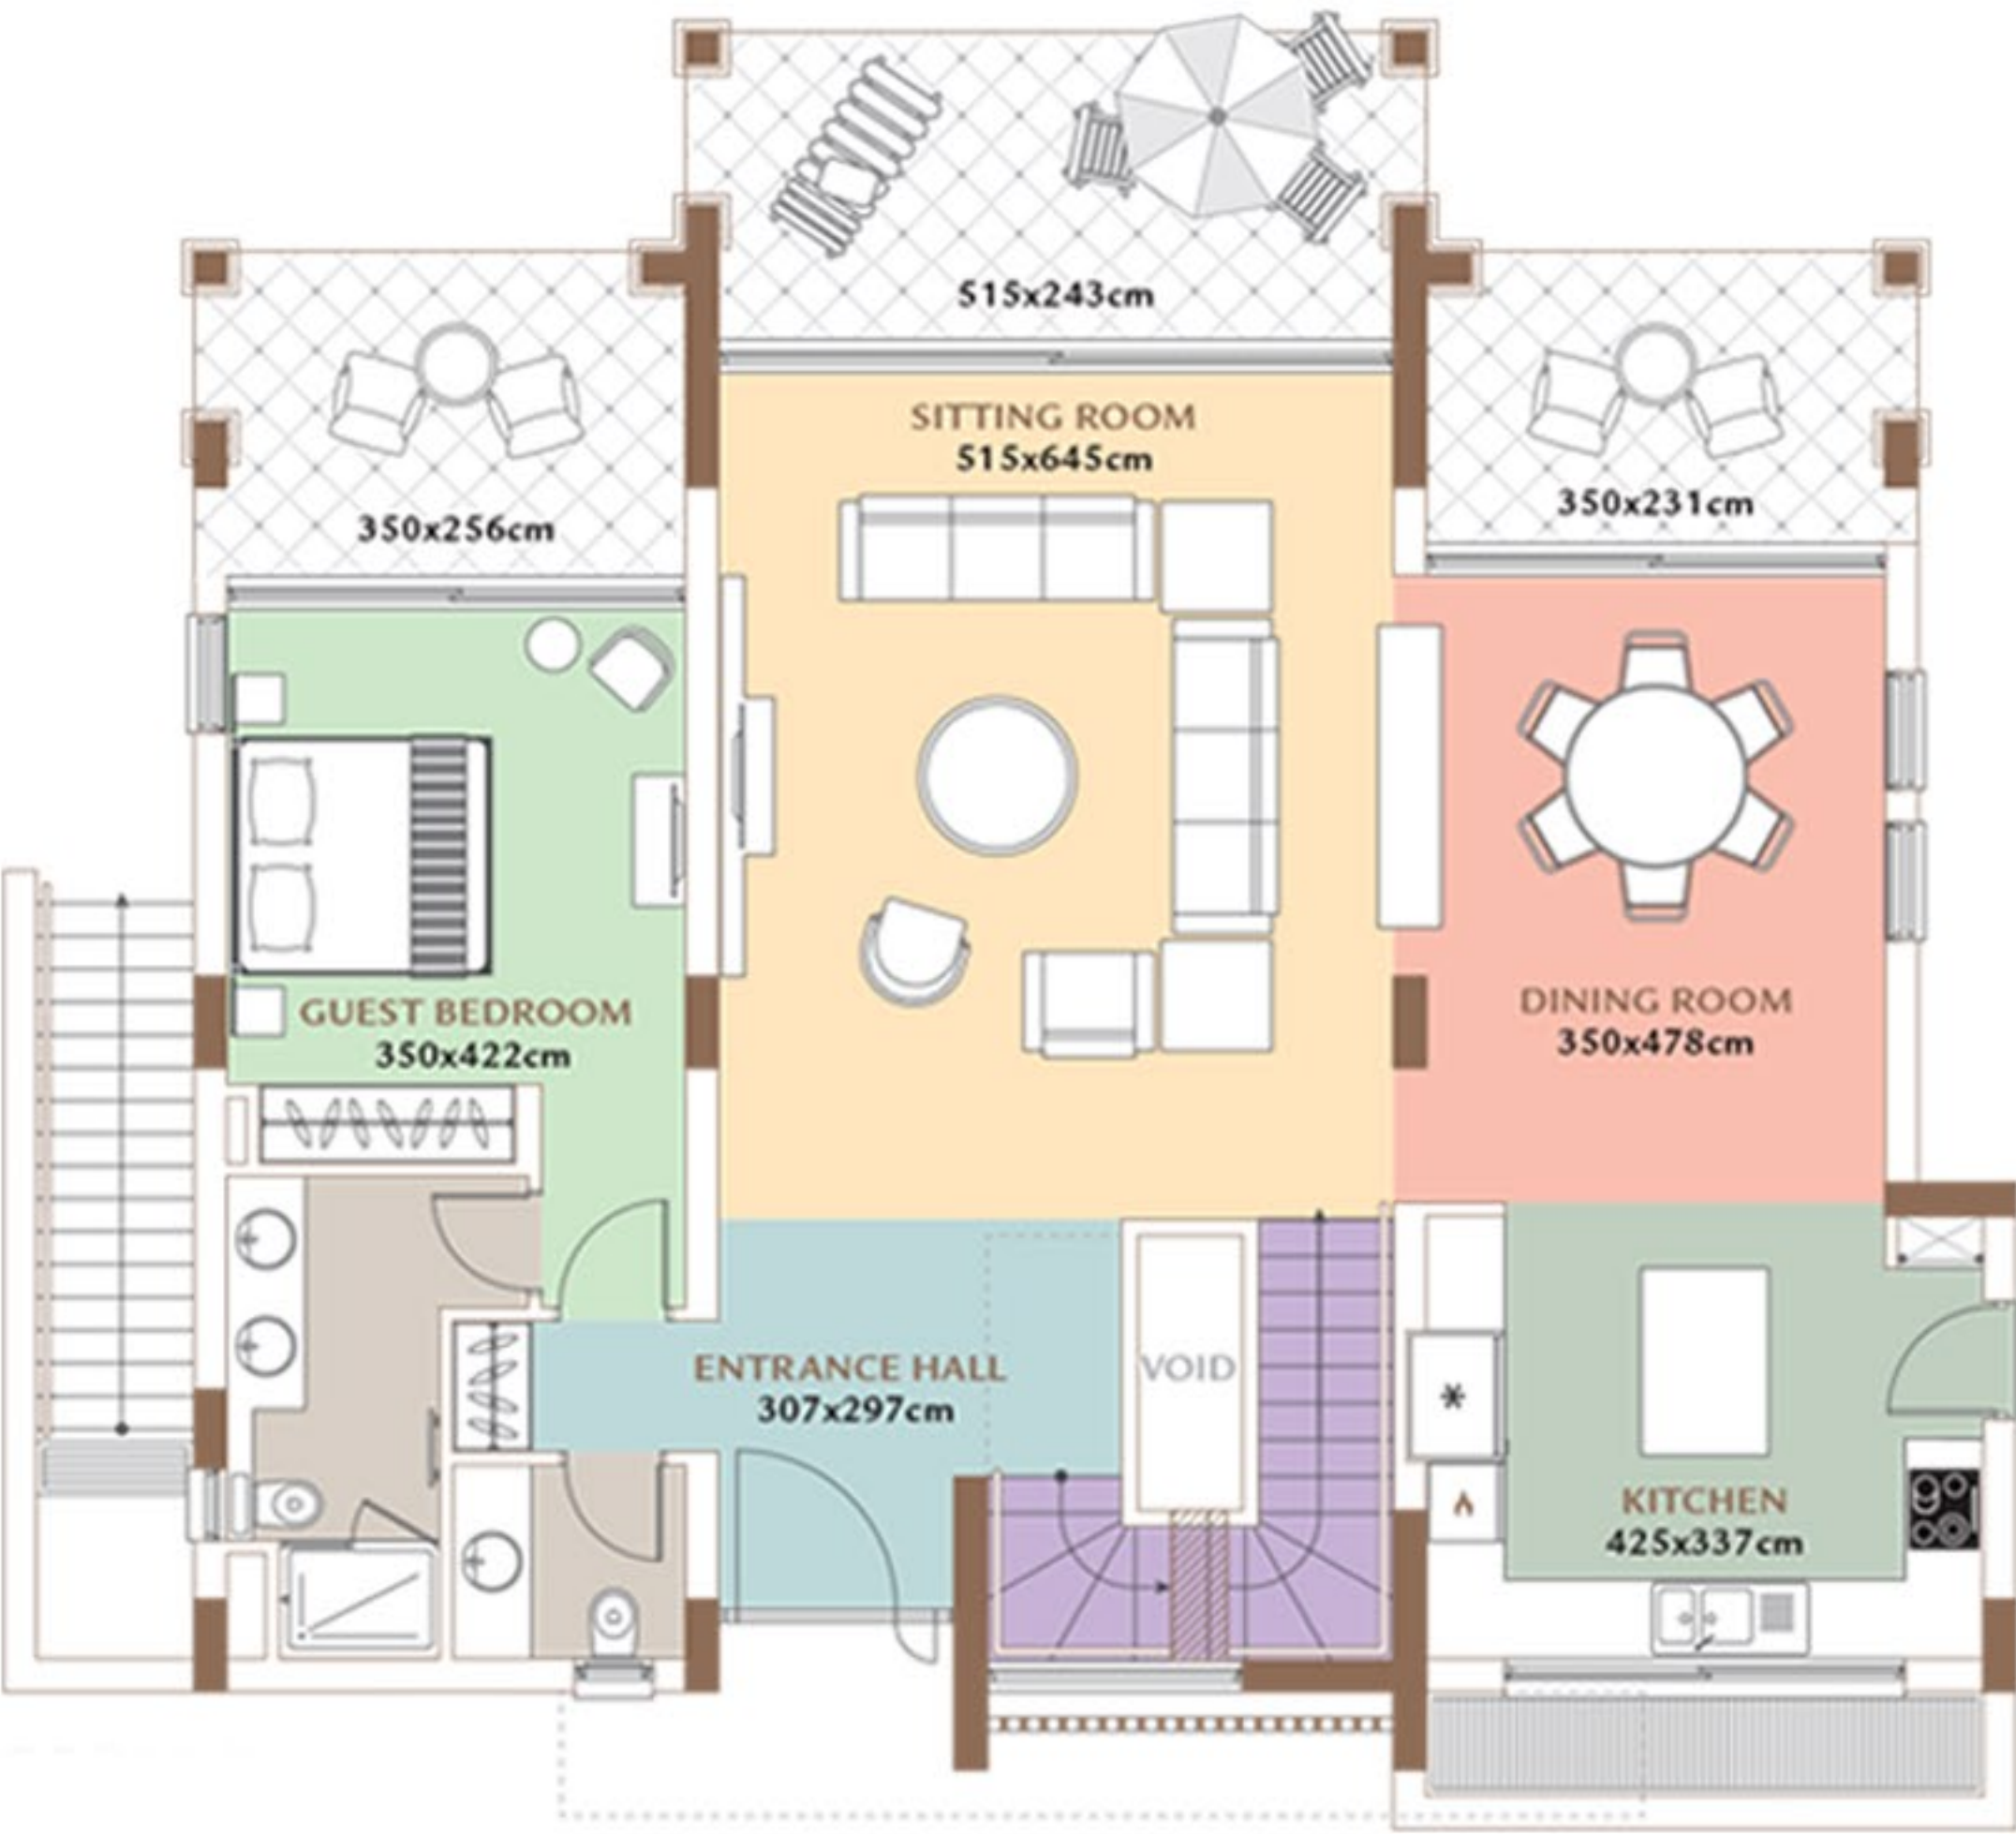 515x243cm
SITTING ROOM
515x645cm
350x256cm
350x231cm
GUEST BEDROOM
350x422cm
DINING ROOM
350x478cm
ENTRANCE HALL
307x297cm
VOID
*
KITCHEN
425x337cm